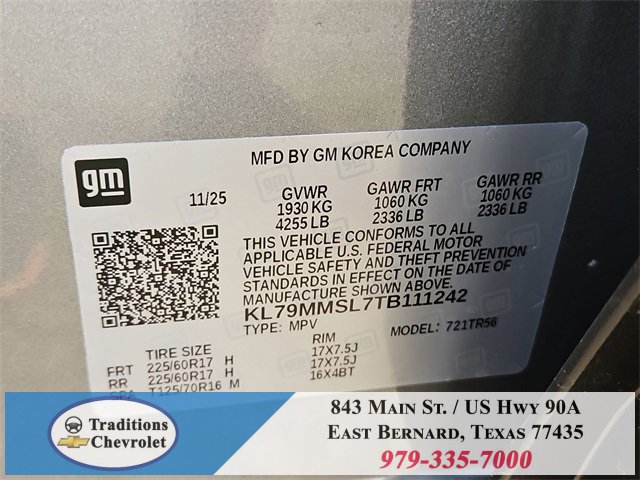 MFD BY GM KOREA COMPANY
gm
11/25
GVWR GAWR FRT GAWR RR
1930 KG 1060 KG 1060 KG
4255 LB 2336 LB 2336 LB
THIS VEHICLE CONFORMS TO ALL
APPLICABLE U.S. FEDERAL MOTOR
VEHICLE SAFETY AND THEFT PREVENTION
STANDARDS IN EFFECT ON THE DATE OF
MANUFACTURE SHOWN ABOVE.
KL79MMSL7TB111242
TYPE: MPV MODEL: 721TR56
TIRE SIZE RIM
FRT 225/60R17 H 17X7.5J
RR 225/60R17 H 17X7.5J
SPA T125/70R16 M 16X4BT
Traditions
Chevrolet
843 Main St. / US Hwy 90A
East Bernard, Texas 77435
979-335-7000